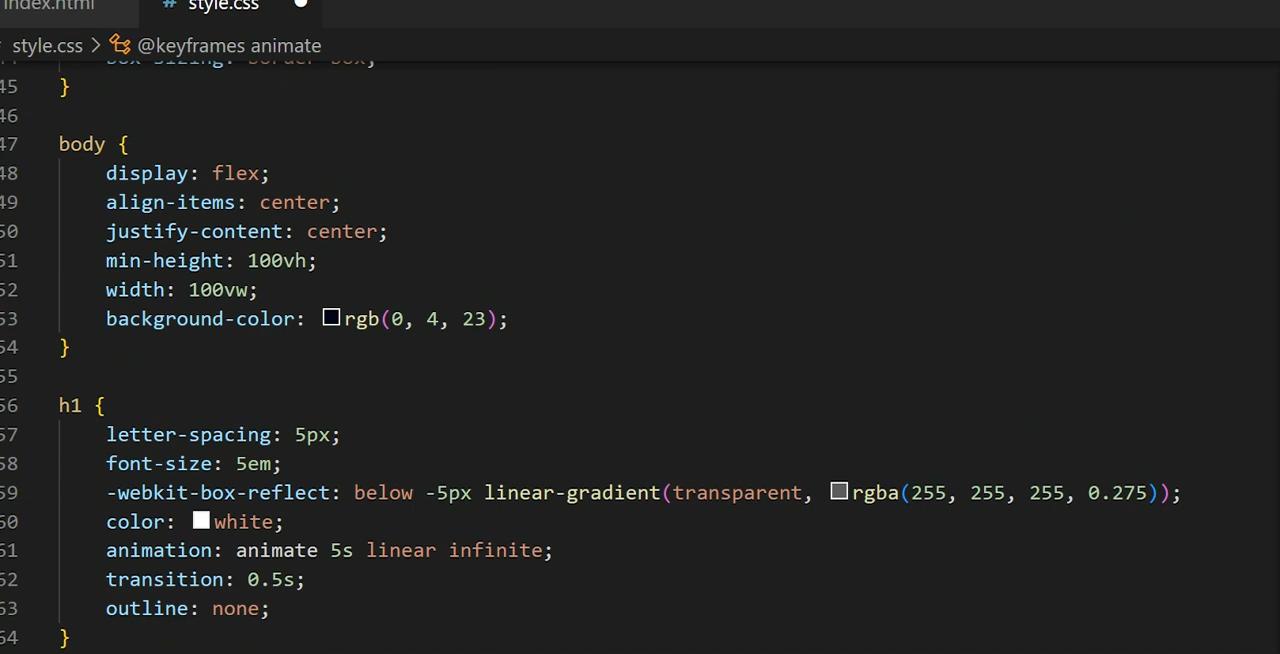 index.html # style.css
style.css > @keyframes animate
box-sizing: border-box;
45 }
46
47 body {
48 display: flex;
49 align-items: center;
50 justify-content: center;
51 min-height: 100vh;
52 width: 100vw;
53 background-color: rgb(0, 4, 23);
54 }
55
56 h1 {
57 letter-spacing: 5px;
58 font-size: 5em;
59 -webkit-box-reflect: below -5px linear-gradient(transparent, rgba(255, 255, 255, 0.275));
60 color: white;
61 animation: animate 5s linear infinite;
62 transition: 0.5s;
63 outline: none;
64 }